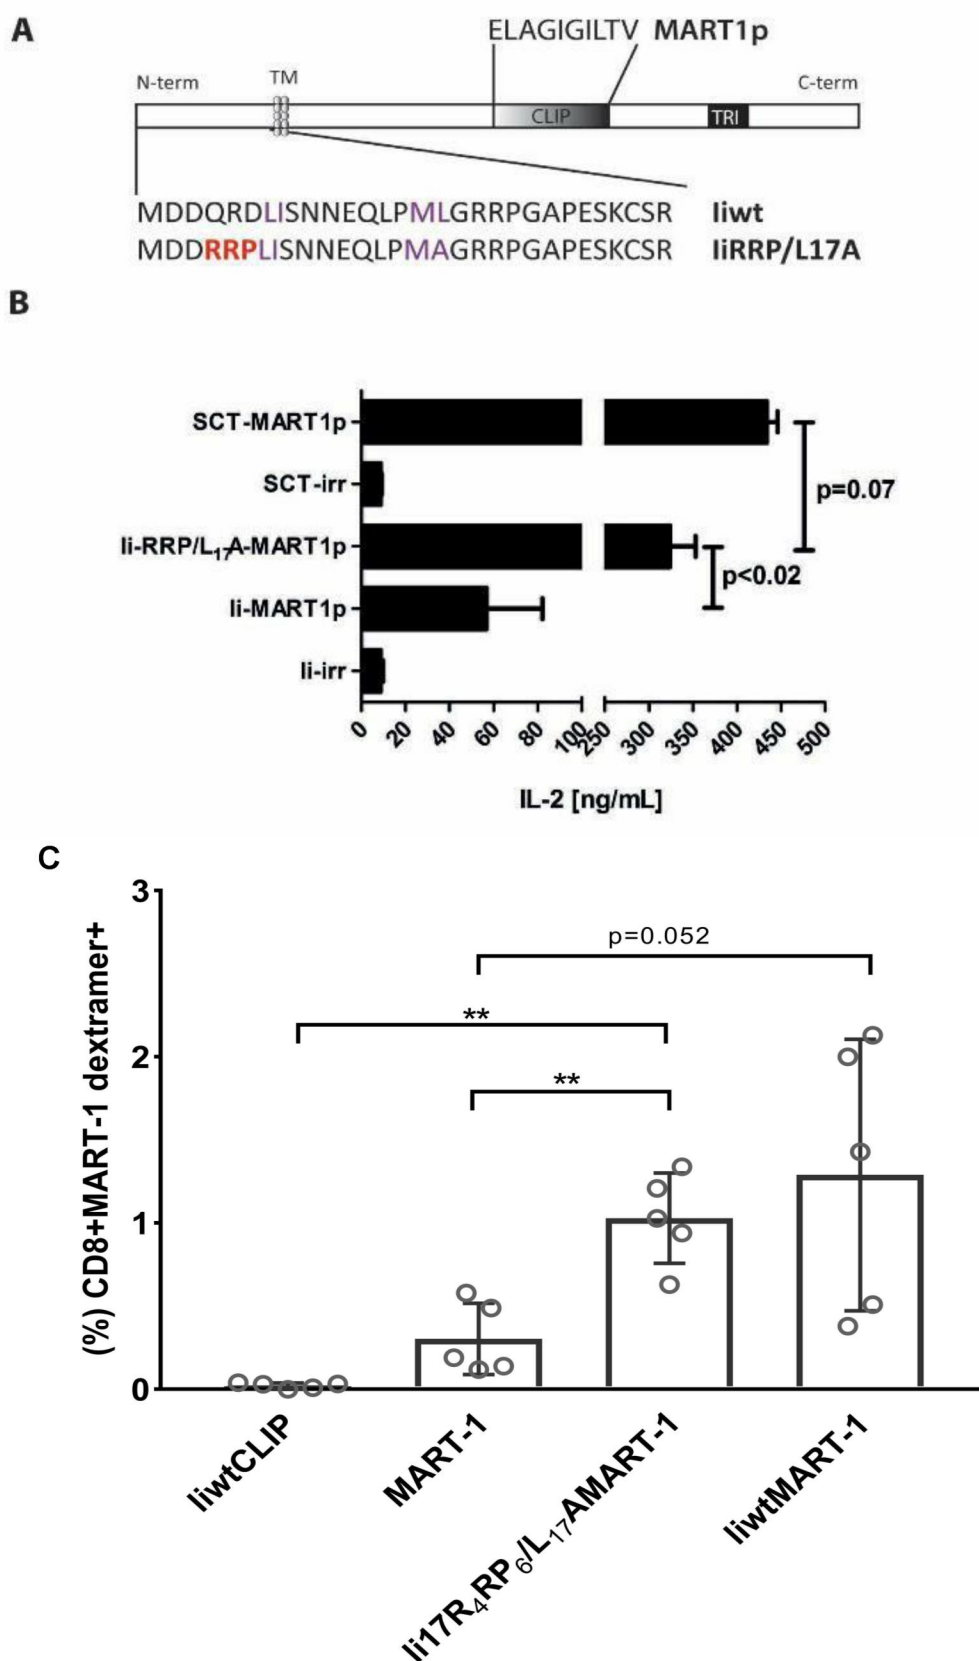 A
ELAGIGILTV MART1p
N-term TM C-term
CLIP TRI
MDDQRDLISNNEQLPMLGRRPGAPESKCSR Iiwt
MDDRRPLISNNEQLPMAGRRPGAPESKCSR IiRRP/L17A
B
SCT-MART1p
SCT-irr
p=0.07
Ii-RRP/L17A-MART1p
p<0.02
Ii-MART1p
Ii-irr
0 20 40 60 80 100 250 300 350 400 450 500
IL-2 [ng/mL]
C
(%) CD8+MART-1 dextramer+
3
p=0.052
**
2
**
1
0
IiwtCLIP
MART-1
Ii17R4RP6/L17AMART-1
IiwtMART-1